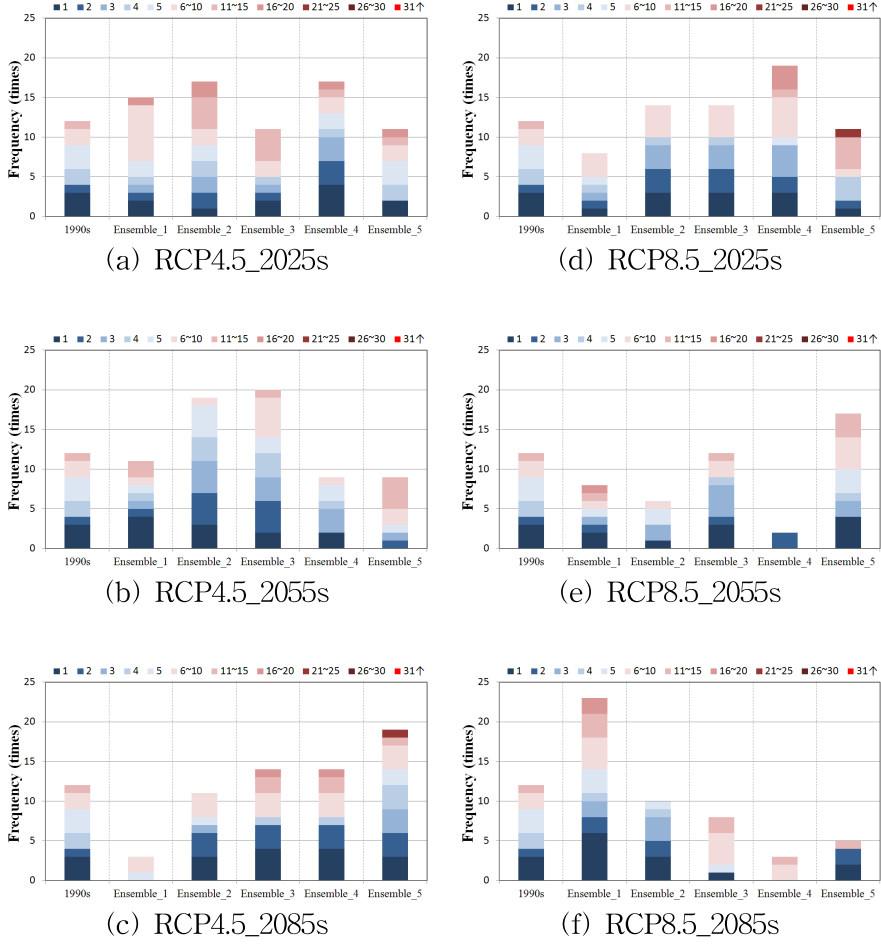 1 2 3 4 5 6~10 11~15 16~20 21~25 26~30 31↑
Frequency (times)
25
20
15
10
5
0
1990s Ensemble_1 Ensemble_2 Ensemble_3 Ensemble_4 Ensemble_5
(a) RCP4.5_2025s
1 2 3 4 5 6~10 11~15 16~20 21~25 26~30 31↑
Frequency (times)
25
20
15
10
5
0
1990s Ensemble_1 Ensemble_2 Ensemble_3 Ensemble_4 Ensemble_5
(d) RCP8.5_2025s
1 2 3 4 5 6~10 11~15 16~20 21~25 26~30 31↑
Frequency (times)
25
20
15
10
5
0
1990s Ensemble_1 Ensemble_2 Ensemble_3 Ensemble_4 Ensemble_5
(b) RCP4.5_2055s
1 2 3 4 5 6~10 11~15 16~20 21~25 26~30 31↑
Frequency (times)
25
20
15
10
5
0
1990s Ensemble_1 Ensemble_2 Ensemble_3 Ensemble_4 Ensemble_5
(e) RCP8.5_2055s
1 2 3 4 5 6~10 11~15 16~20 21~25 26~30 31↑
Frequency (times)
25
20
15
10
5
0
1990s Ensemble_1 Ensemble_2 Ensemble_3 Ensemble_4 Ensemble_5
(c) RCP4.5_2085s
1 2 3 4 5 6~10 11~15 16~20 21~25 26~30 31↑
Frequency (times)
25
20
15
10
5
0
1990s Ensemble_1 Ensemble_2 Ensemble_3 Ensemble_4 Ensemble_5
(f) RCP8.5_2085s